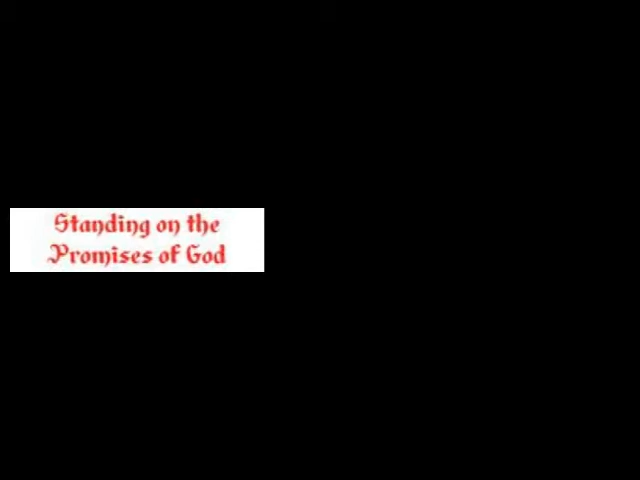 Standing on the
Promises of God